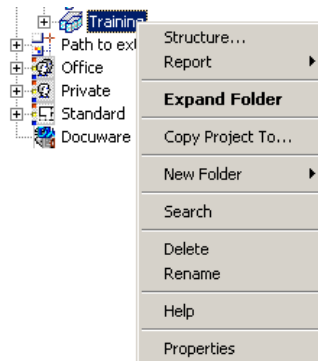 Training
Path to ex
Office
Private
Standard
Docuware
Structure...
Report
Expand Folder
Copy Project To...
New Folder
Search
Delete
Rename
Help
Properties